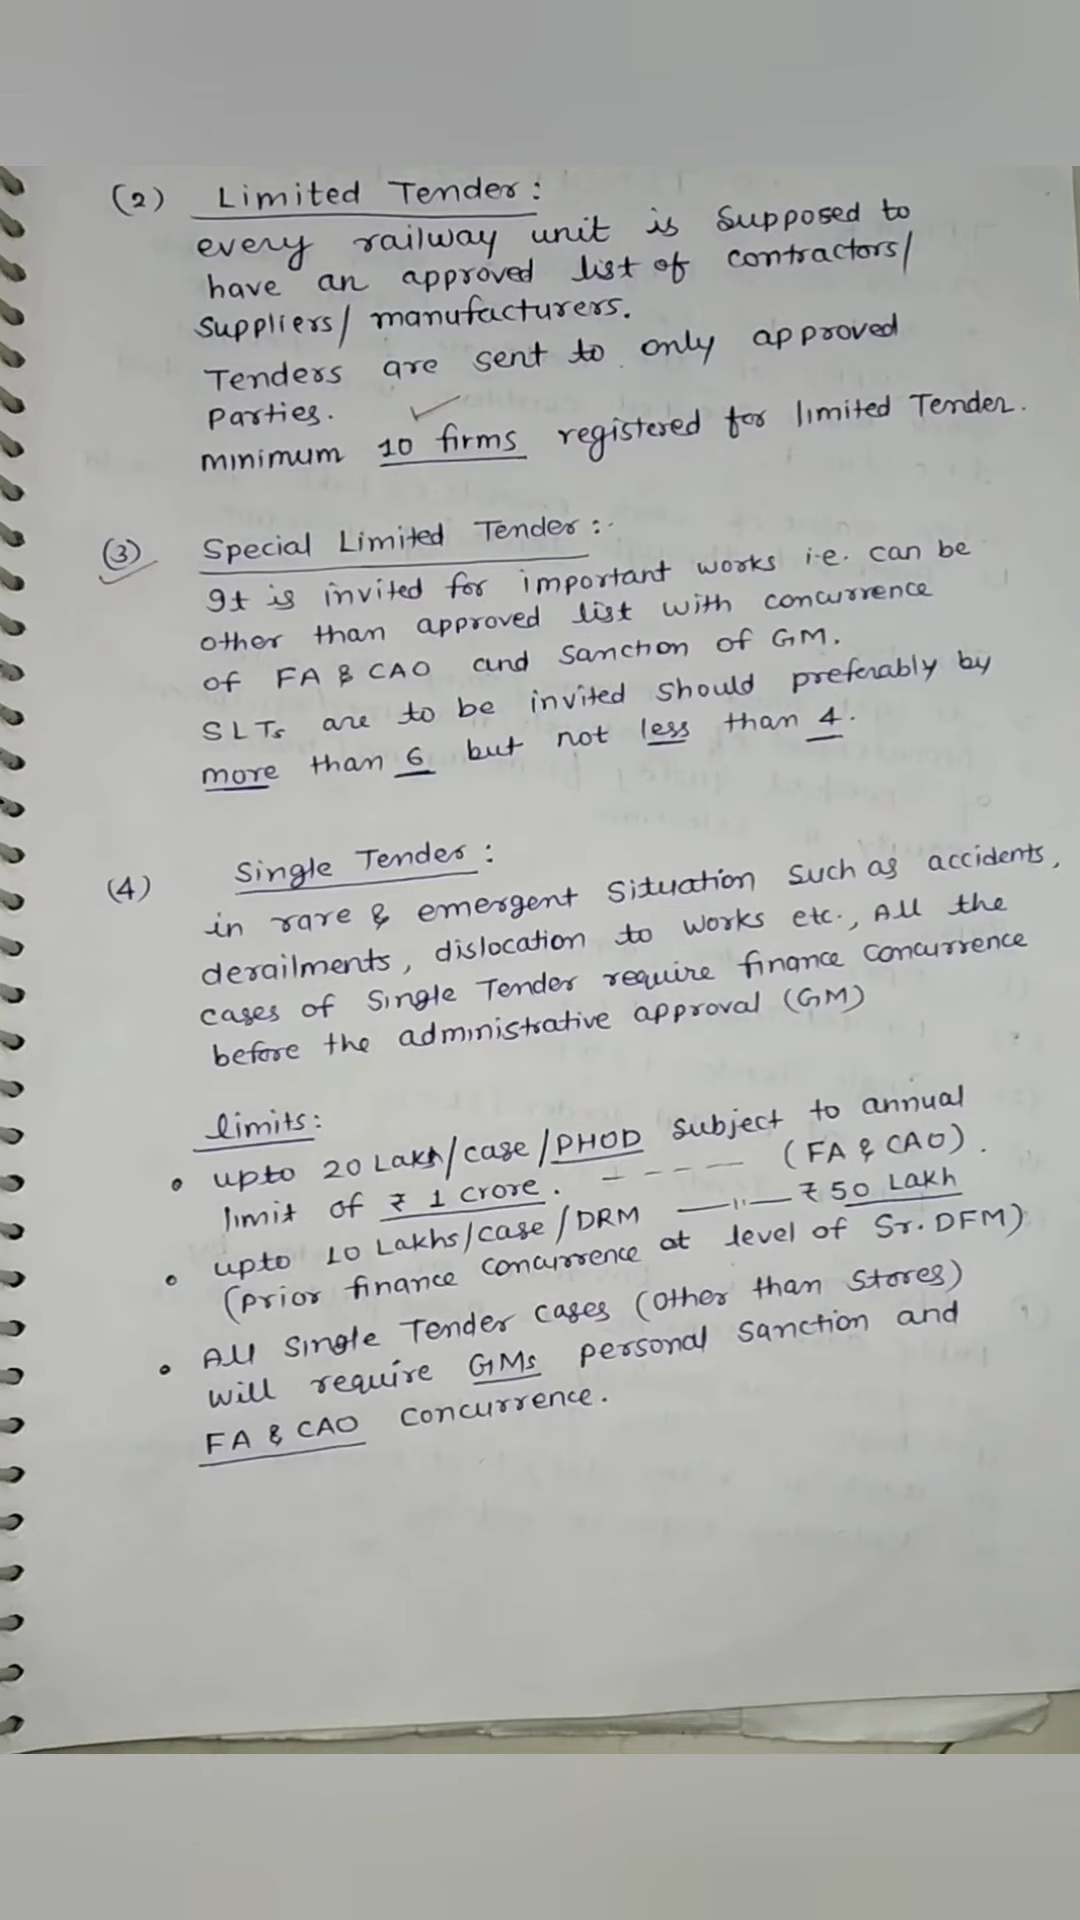 (2) Limited Tender:
every railway unit is supposed to
have an approved list of contractors/
suppliers/ manufacturers.
Tenders are sent to only approved
Parties.
minimum 10 firms registered for limited Tender.
(3) Special Limited Tender:
It is invited for important works i.e. can be
other than approved list with concurrence
of FA & CAO and sanction of GM.
SLTs are to be invited should preferably by
more than 6 but not less than 4.
(4) Single Tender:
in rare & emergent situation such as accidents,
derailments, dislocation to works etc., All the
cases of single Tender require finance concurrence
before the administrative approval (GM)
limits:
• upto 20 Lakh/case/PHOD subject to annual
limit of ₹ 1 crore. + ---- (FA & CAO).
• upto 10 Lakhs/case/DRM —"— ₹ 50 Lakh
(prior finance concurrence at level of Sr. DFM)
• All single Tender cases (other than stores)
will require GMs personal sanction and
FA & CAO concurrence.